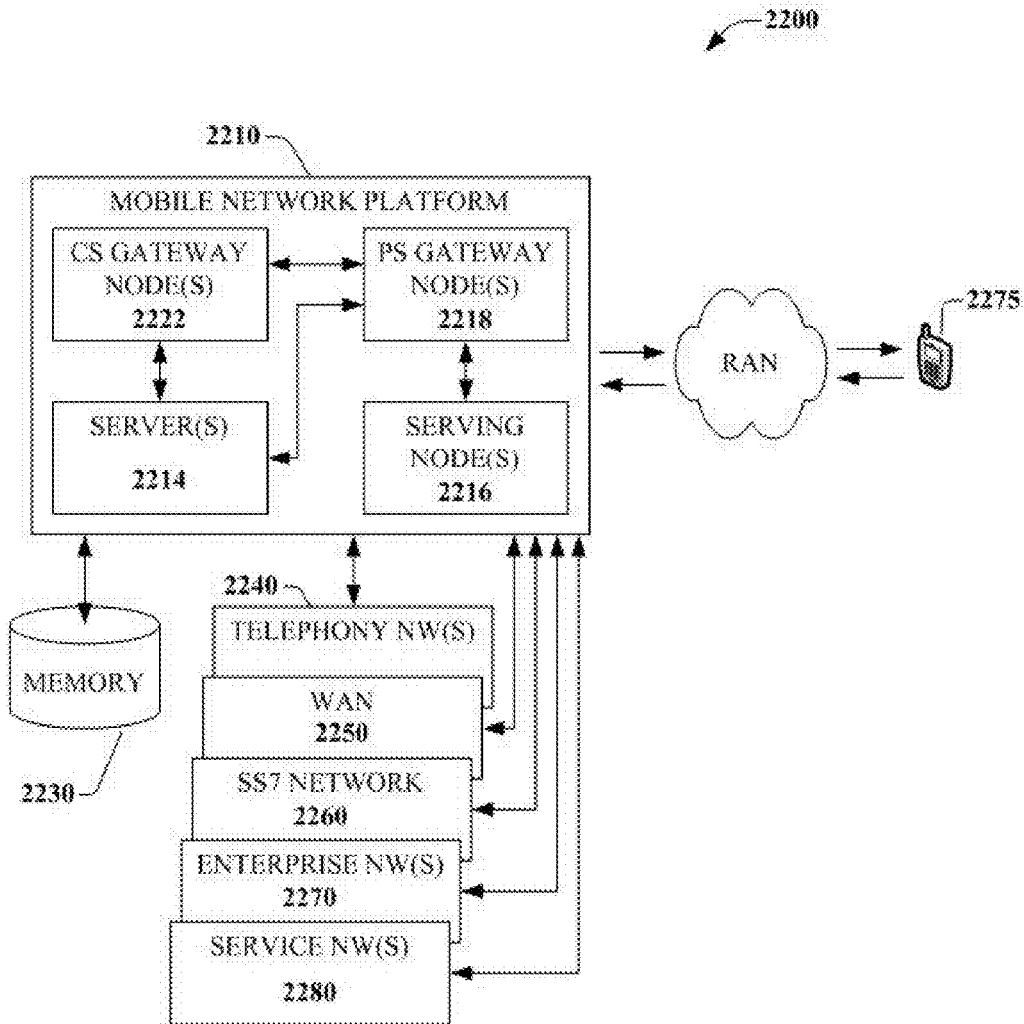 2200
2210
MOBILE NETWORK PLATFORM
CS GATEWAY
NODE(S)
2222
PS GATEWAY
NODE(S)
2218
SERVER(S)
2214
SERVING
NODE(S)
2216
RAN
2275
2240
TELEPHONY NW(S)
MEMORY
2230
WAN
2250
SS7 NETWORK
2260
ENTERPRISE NW(S)
2270
SERVICE NW(S)
2280